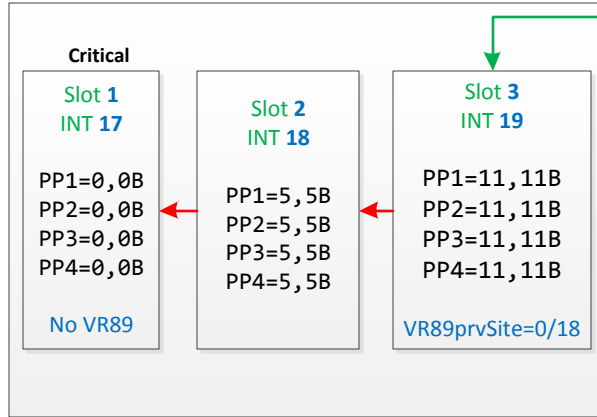 Critical
Slot 1
INT 17
PP1=0,0B
PP2=0,0B
PP3=0,0B
PP4=0,0B
No VR89
Slot 2
INT 18
PP1=5,5B
PP2=5,5B
PP3=5,5B
PP4=5,5B
Slot 3
INT 19
PP1=11,11B
PP2=11,11B
PP3=11,11B
PP4=11,11B
VR89prvSite=0/18